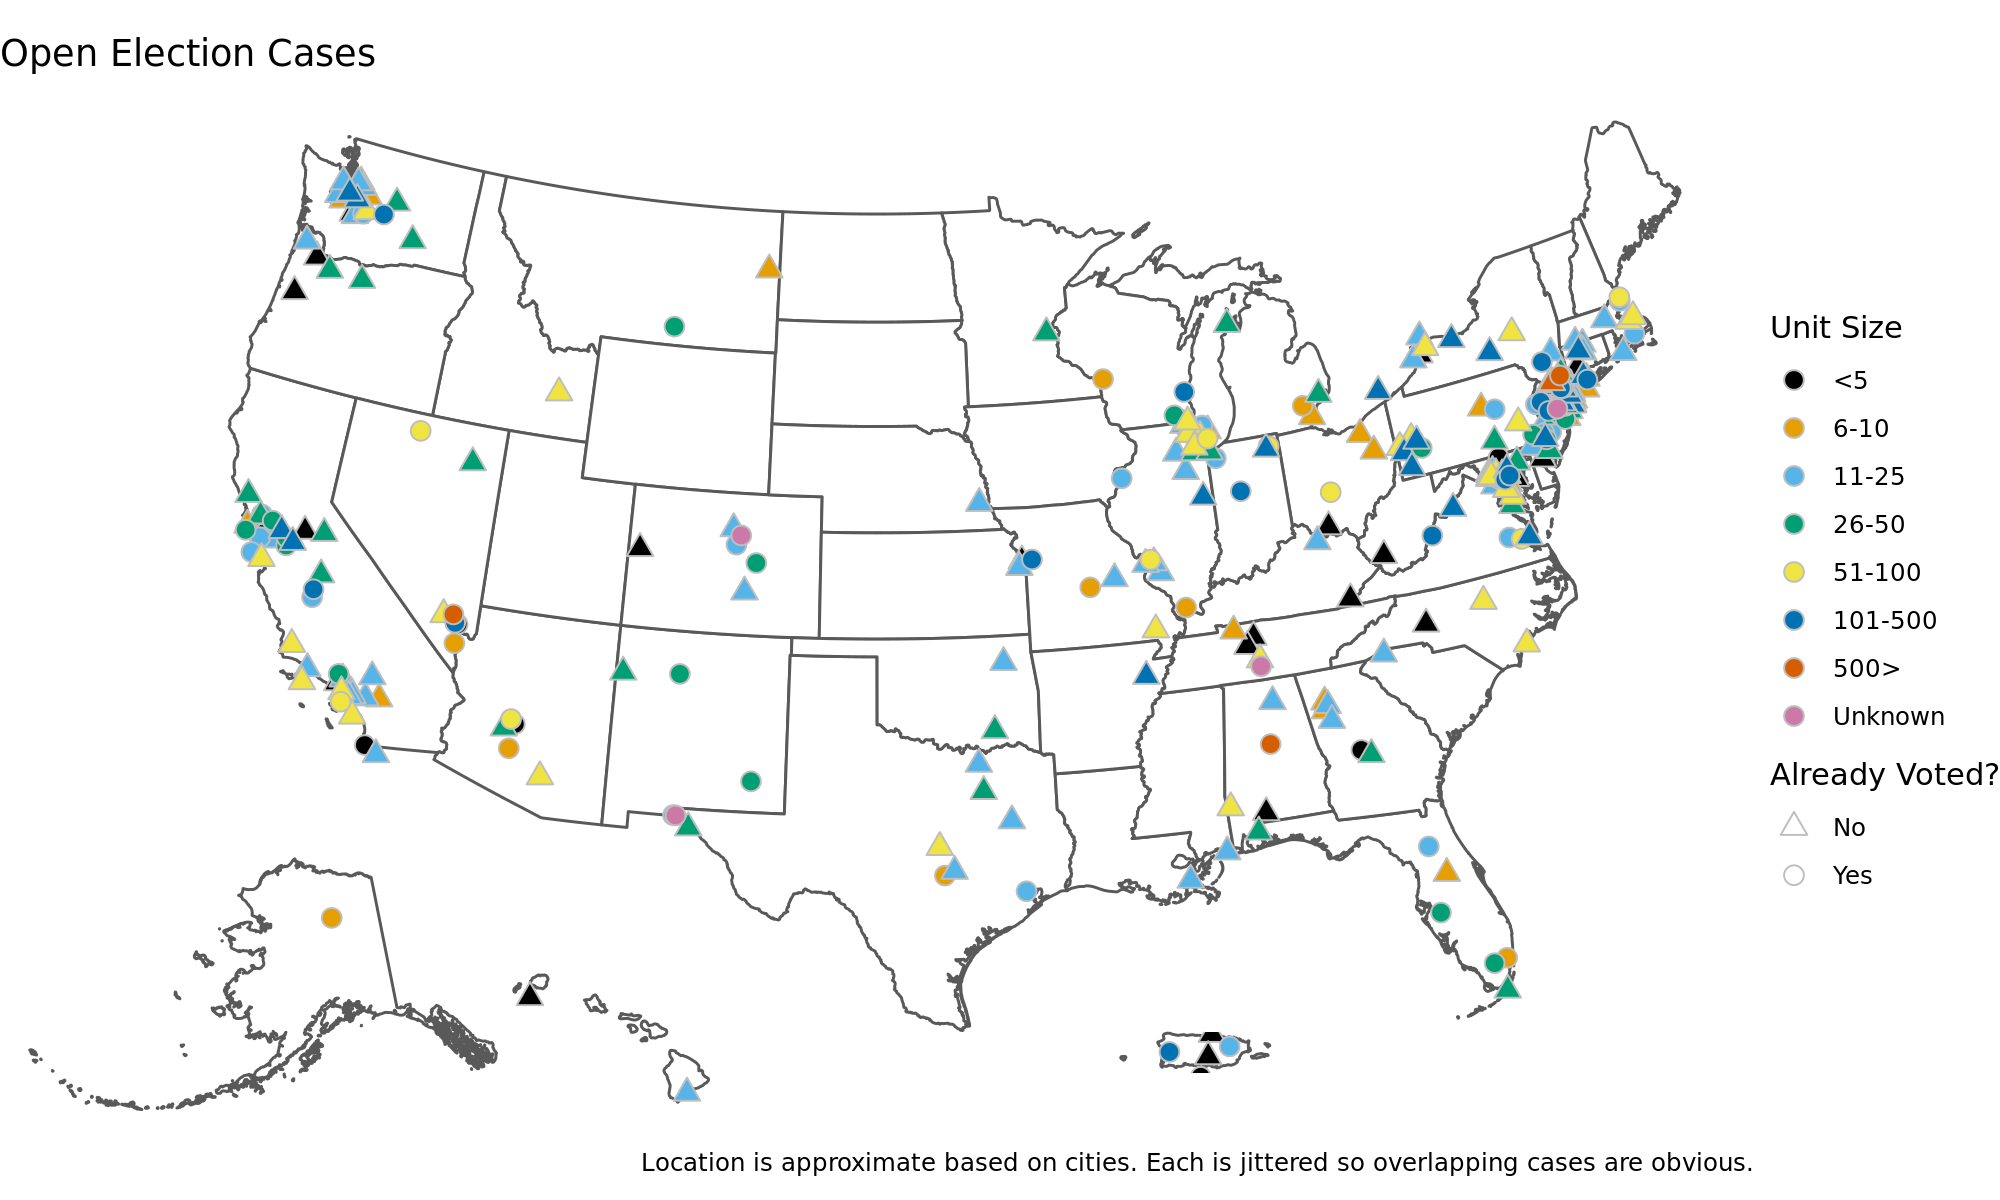 Open Election Cases
Unit Size
<5
6-10
11-25
26-50
51-100
101-500
500>
Unknown
Already Voted?
No
Yes
Location is approximate based on cities. Each is jittered so overlapping cases are obvious.